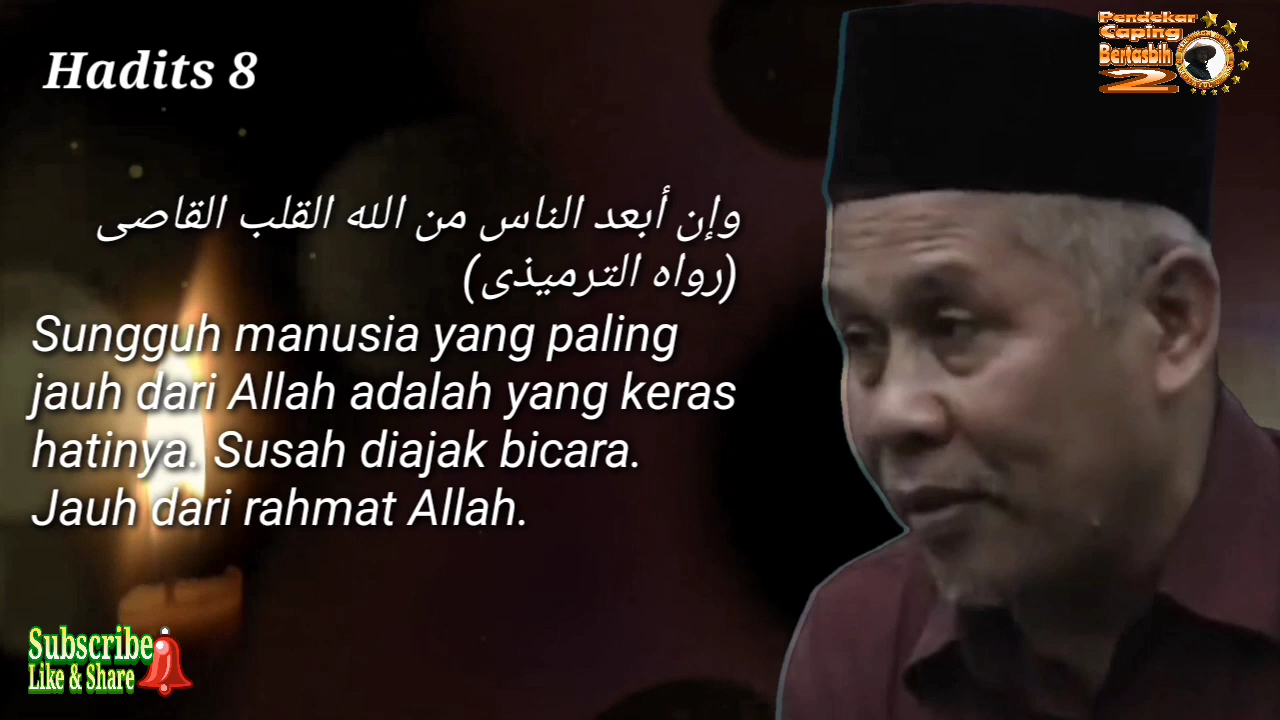 Hadits 8
Pendekar
Caping
Bertasbih
2
وإن أبعد الناس من الله القلب القاصى
(رواه الترميذى)
Sungguh manusia yang paling
jauh dari Allah adalah yang keras
hatinya. Susah diajak bicara.
Jauh dari rahmat Allah.
Subscribe
Like & Share